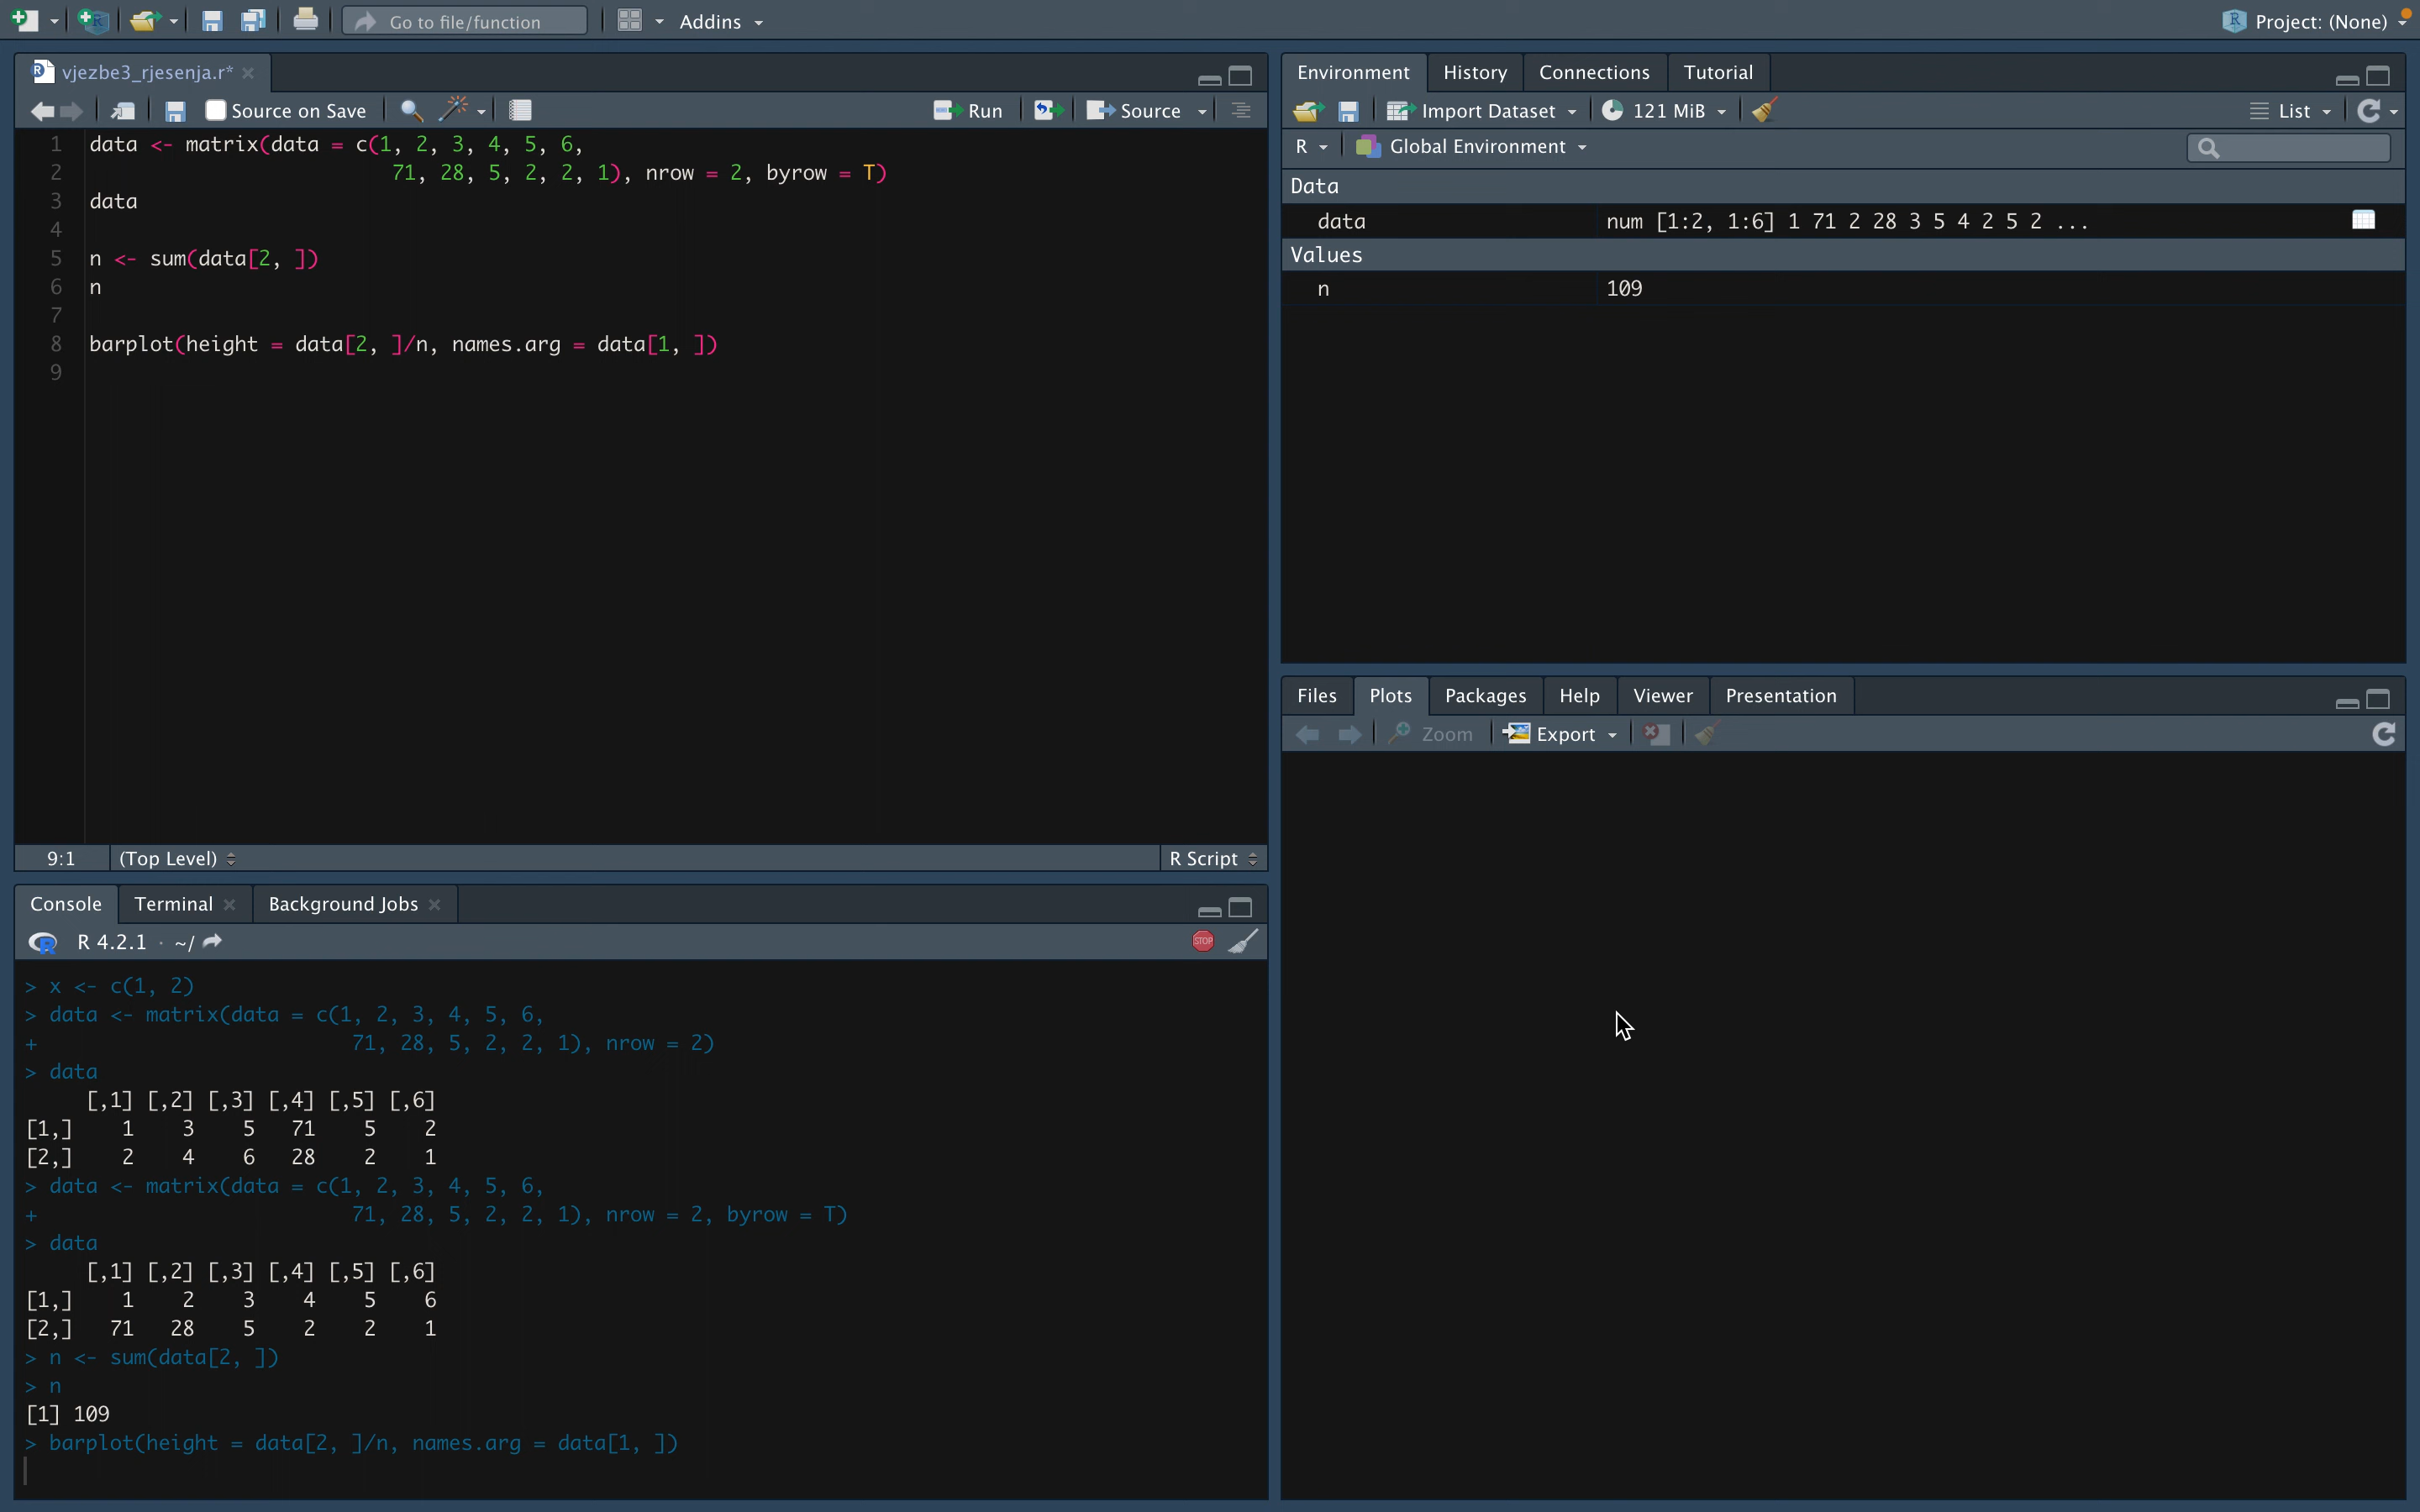 Go to file/function
Addins
Project: (None)
vjezbe3_rjesenja.r*
Source on Save
Run
Source
1 data <- matrix(data = c(1, 2, 3, 4, 5, 6,
2 71, 28, 5, 2, 2, 1), nrow = 2, byrow = T)
3 data
4
5 n <- sum(data[2, ])
6 n
7
8 barplot(height = data[2, ]/n, names.arg = data[1, ])
9
9:1 (Top Level) R Script
Console Terminal Background Jobs
R 4.2.1 · ~/
> x <- c(1, 2)
> data <- matrix(data = c(1, 2, 3, 4, 5, 6,
+ 71, 28, 5, 2, 2, 1), nrow = 2)
> data
[,1] [,2] [,3] [,4] [,5] [,6]
[1,] 1 3 5 71 5 2
[2,] 2 4 6 28 2 1
> data <- matrix(data = c(1, 2, 3, 4, 5, 6,
+ 71, 28, 5, 2, 2, 1), nrow = 2, byrow = T)
> data
[,1] [,2] [,3] [,4] [,5] [,6]
[1,] 1 2 3 4 5 6
[2,] 71 28 5 2 2 1
> n <- sum(data[2, ])
> n
[1] 109
> barplot(height = data[2, ]/n, names.arg = data[1, ])
STOP
Environment History Connections Tutorial
Import Dataset 121 MiB List
R Global Environment
Data
data num [1:2, 1:6] 1 71 2 28 3 5 4 2 5 2 ...
Values
n 109
Files Plots Packages Help Viewer Presentation
Zoom Export